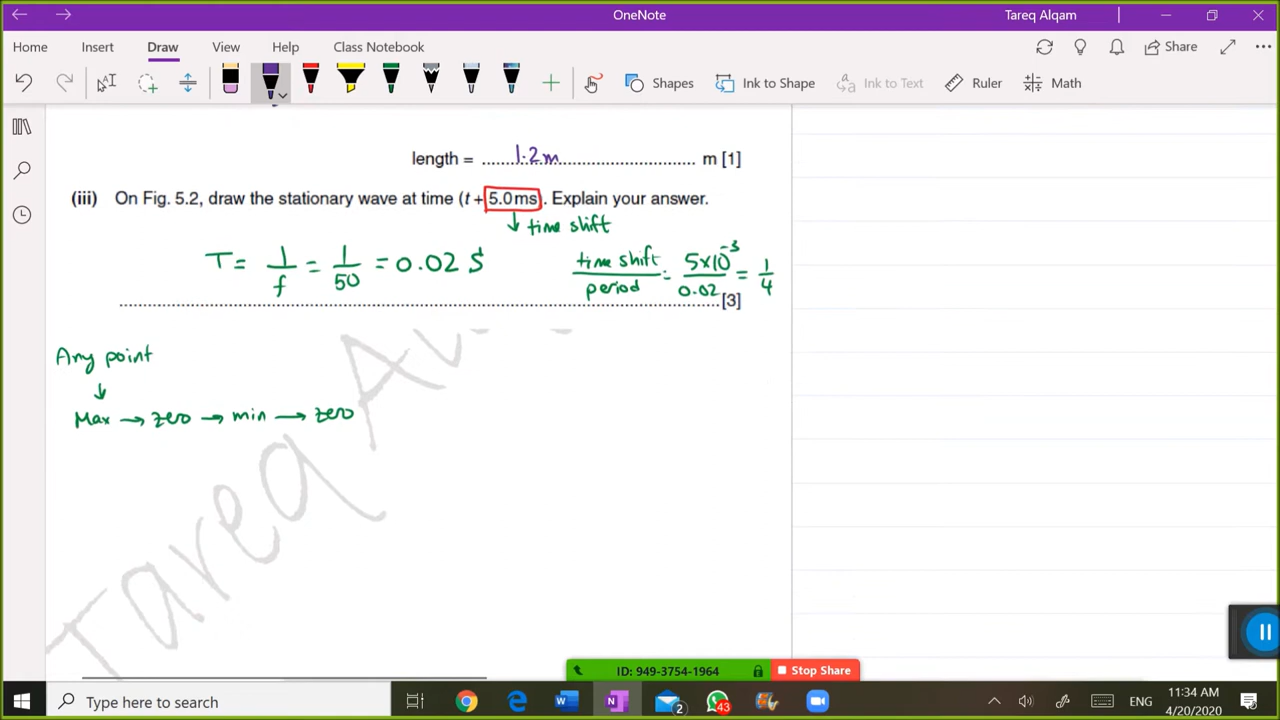 OneNote
Tareq Alqam
Home Insert Draw View Help Class Notebook
Share
Shapes Ink to Shape Ink to Text Ruler Math
length = 1.2m m [1]
(iii) On Fig. 5.2, draw the stationary wave at time (t + 5.0 ms). Explain your answer.
↓ time shift
T = 1/f = 1/50 = 0.02 S
time shift/period = 5x10^-3/0.02 = 1/4
[3]
Any point
↓
Max → zero → min → zero
Tareq
ID: 949-3754-1964
Stop Share
Type here to search
2
43
ENG
11:34 AM
4/20/2020